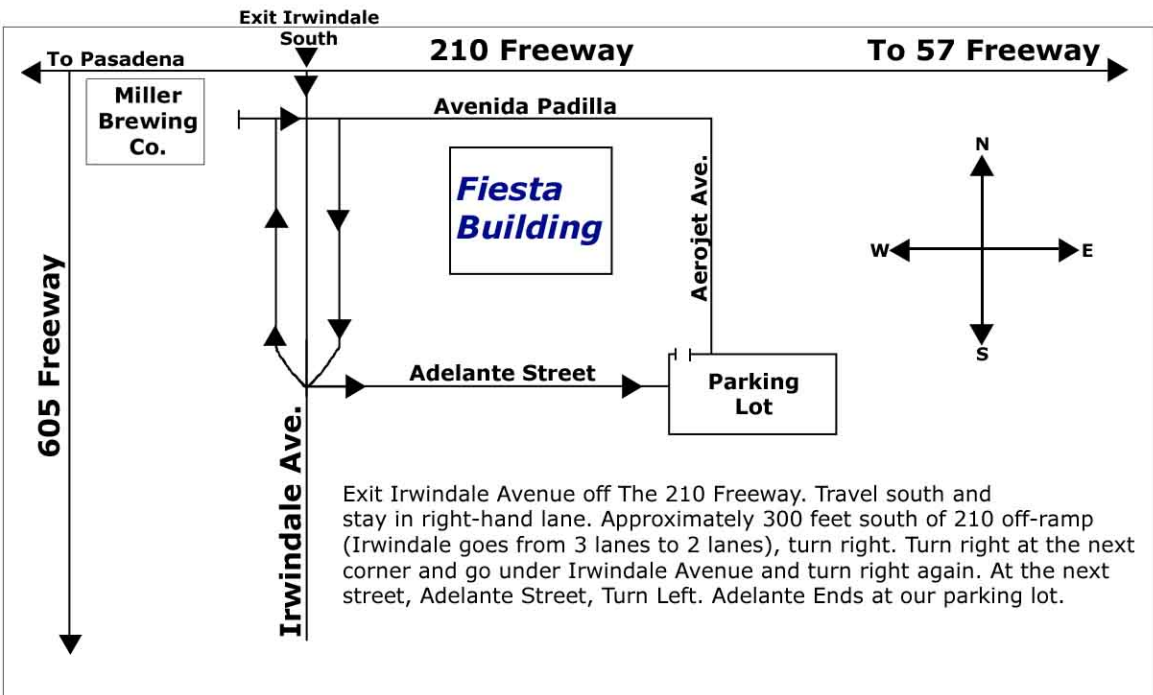 Exit Irwindale
South
210 Freeway
To 57 Freeway
To Pasadena
Miller
Brewing
Co.
Avenida Padilla
Fiesta
Building
Aerojet Ave.
N
W
E
S
605 Freeway
Adelante Street
Parking
Lot
Irwindale Ave.
Exit Irwindale Avenue off The 210 Freeway. Travel south and
stay in right-hand lane. Approximately 300 feet south of 210 off-ramp
(Irwindale goes from 3 lanes to 2 lanes), turn right. Turn right at the next
corner and go under Irwindale Avenue and turn right again. At the next
street, Adelante Street, Turn Left. Adelante Ends at our parking lot.